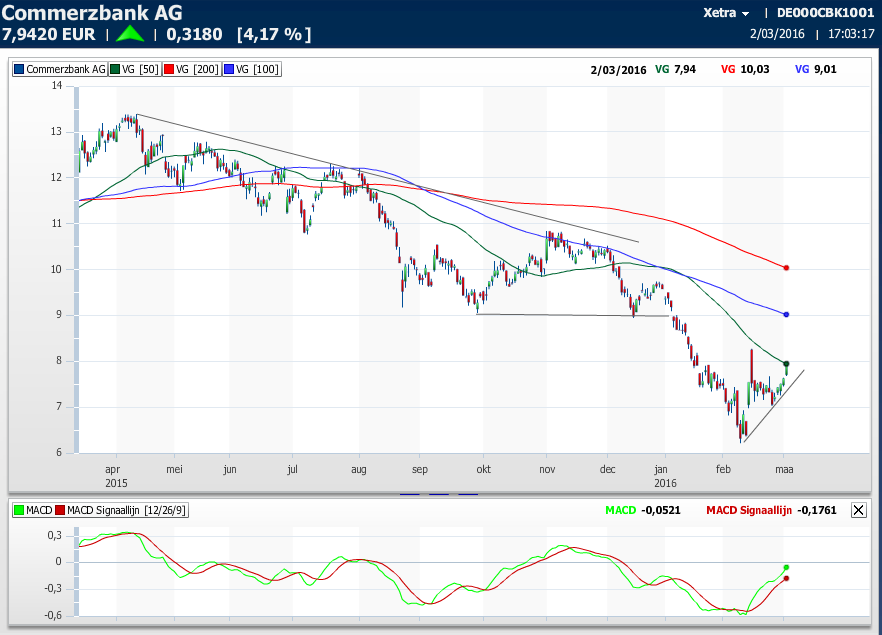 Commerzbank AG
Xetra | DE000CBK1001
7,9420 EUR | | 0,3180 [4,17 %]
2/03/2016 | 17:03:17
Commerzbank AG VG [50] VG [200] VG [100]
2/03/2016 VG 7,94 VG 10,03 VG 9,01
14
13
12
11
10
9
8
7
6
apr mei jun jul aug sep okt nov dec jan feb maa
2015 2016
MACD MACD Signaallijn [12/26/9]
MACD -0,0521 MACD Signaallijn -0,1761
0,3
0
-0,3
-0,6